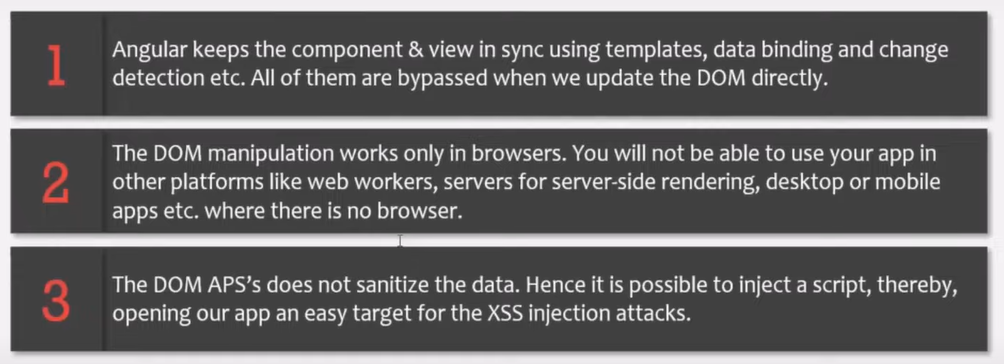 1
Angular keeps the component & view in sync using templates, data binding and change
detection etc. All of them are bypassed when we update the DOM directly.
2
The DOM manipulation works only in browsers. You will not be able to use your app in
other platforms like web workers, servers for server-side rendering, desktop or mobile
apps etc. where there is no browser.
3
The DOM APS's does not sanitize the data. Hence it is possible to inject a script, thereby,
opening our app an easy target for the XSS injection attacks.